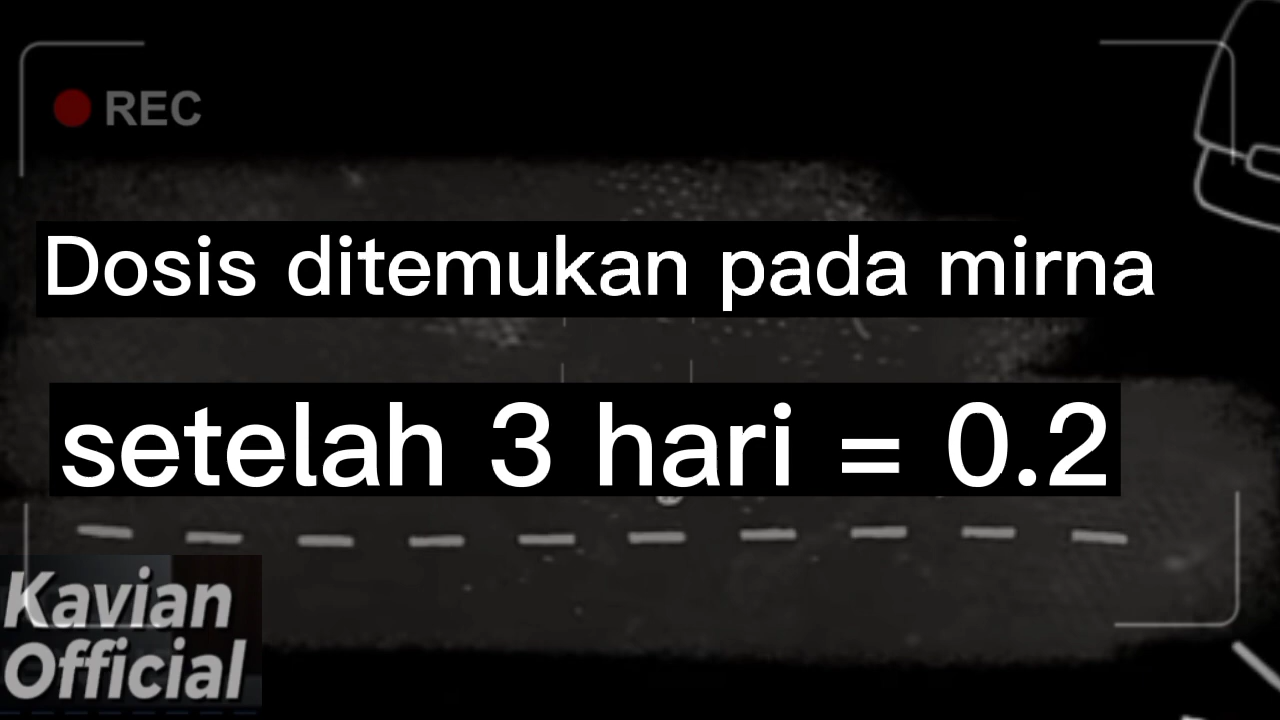 REC
Dosis ditemukan pada mirna
setelah 3 hari = 0.2
Kavian
Official